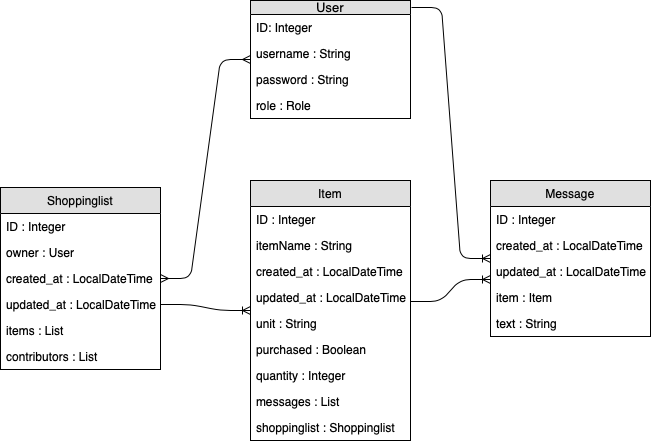 User
ID: Integer
username : String
password : String
role : Role
Shoppinglist
ID : Integer
owner : User
created_at : LocalDateTime
updated_at : LocalDateTime
items : List
contributors : List
Item
ID : Integer
itemName : String
created_at : LocalDateTime
updated_at : LocalDateTime
unit : String
purchased : Boolean
quantity : Integer
messages : List
shoppinglist : Shoppinglist
Message
ID : Integer
created_at : LocalDateTime
updated_at : LocalDateTime
item : Item
text : String